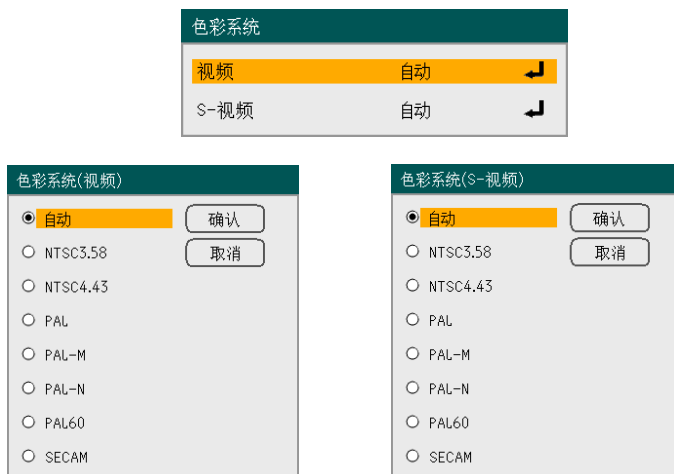 色彩系统
视频 自动
S-视频 自动
色彩系统(视频)
自动 确认
NTSC3.58 取消
NTSC4.43
PAL
PAL-M
PAL-N
PAL60
SECAM
色彩系统(S-视频)
自动 确认
NTSC3.58 取消
NTSC4.43
PAL
PAL-M
PAL-N
PAL60
SECAM